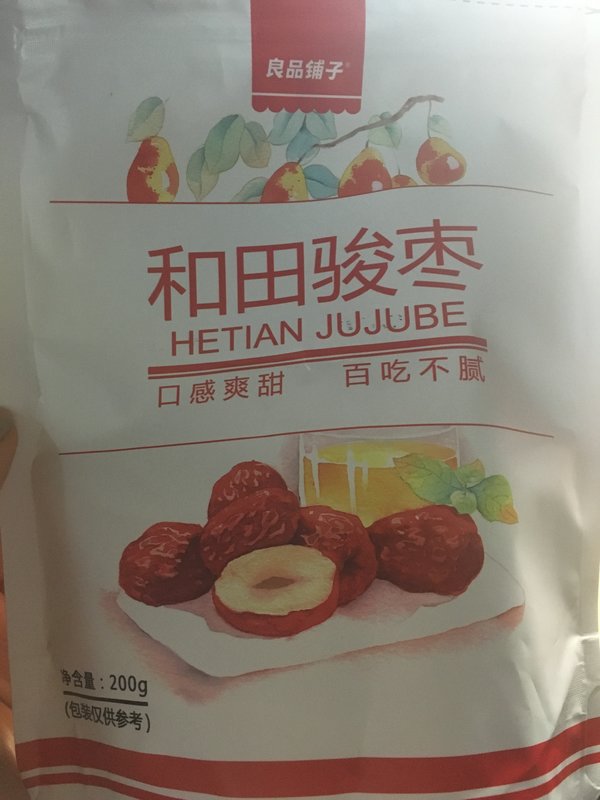 良品铺子®
和田骏枣
HETIAN JUJUBE
口感爽甜 百吃不腻
净含量：200g
(包装仅供参考)